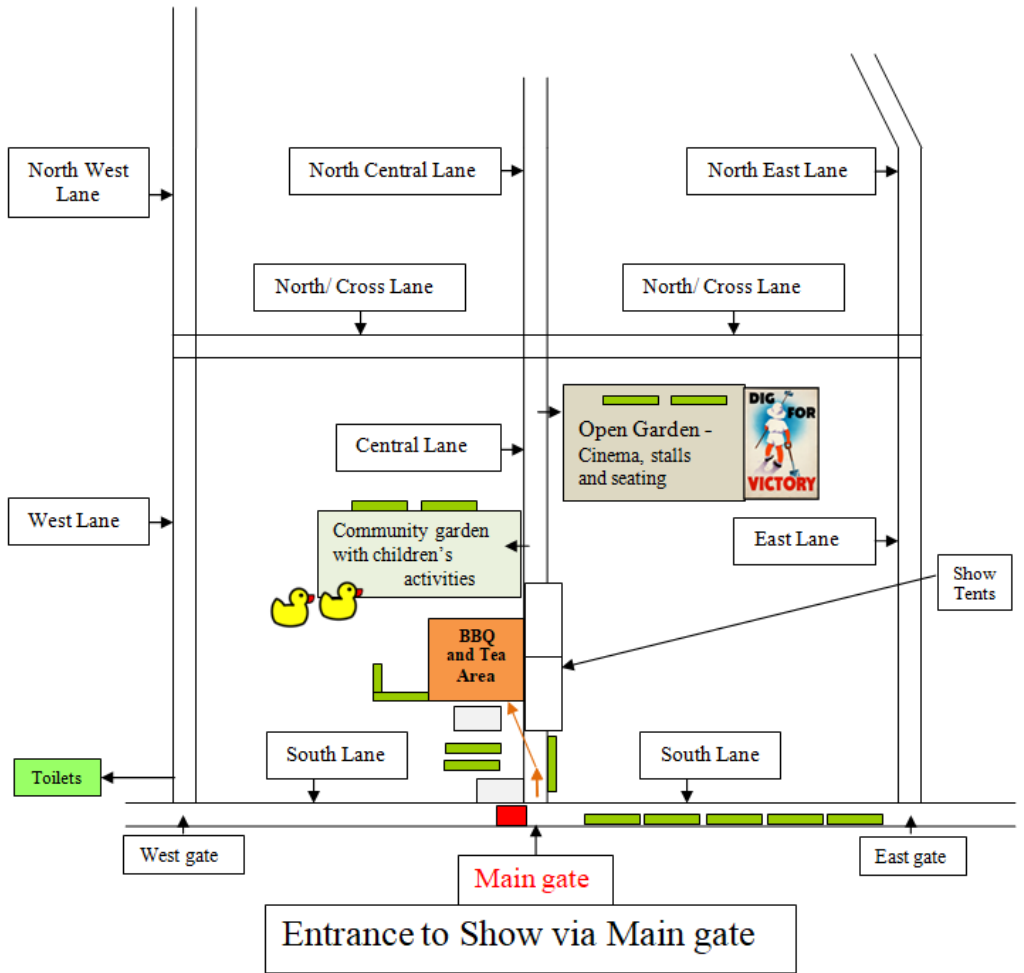 North West
Lane
North Central Lane
North East Lane
North/ Cross Lane
North/ Cross Lane
DIG
FOR
VICTORY
Open Garden -
Cinema, stalls
and seating
Central Lane
West Lane
Community garden
with children's
activities
East Lane
Show
Tents
BBQ
and Tea
Area
South Lane
South Lane
Toilets
West gate
East gate
Main gate
Entrance to Show via Main gate